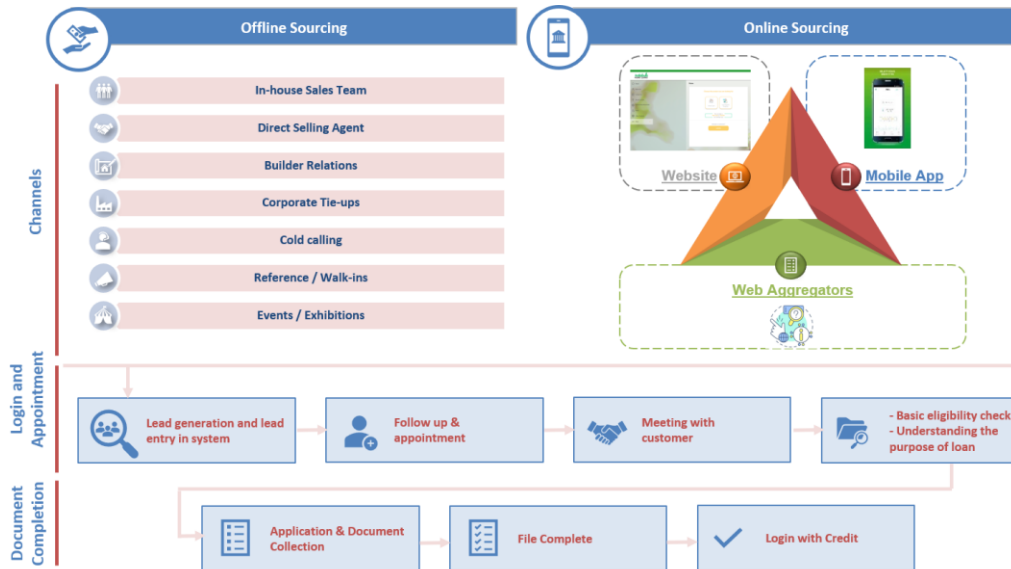 Offline Sourcing
Online Sourcing
Channels
In-house Sales Team
Direct Selling Agent
Builder Relations
Corporate Tie-ups
Cold calling
Reference / Walk-ins
Events / Exhibitions
Website
Mobile App
Web Aggregators
Login and
Appointment
Lead generation and lead
entry in system
Follow up &
appointment
Meeting with
customer
- Basic eligibility check
- Understanding the
purpose of loan
Document
Completion
Application & Document
Collection
File Complete
Login with Credit